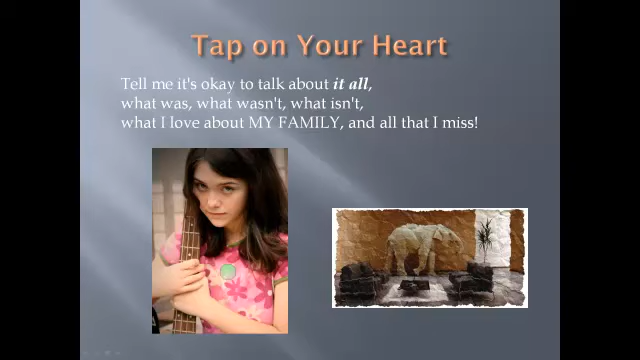 Tap on Your Heart
Tell me it's okay to talk about it all,
what was, what wasn't, what isn't,
what I love about MY FAMILY, and all that I miss!